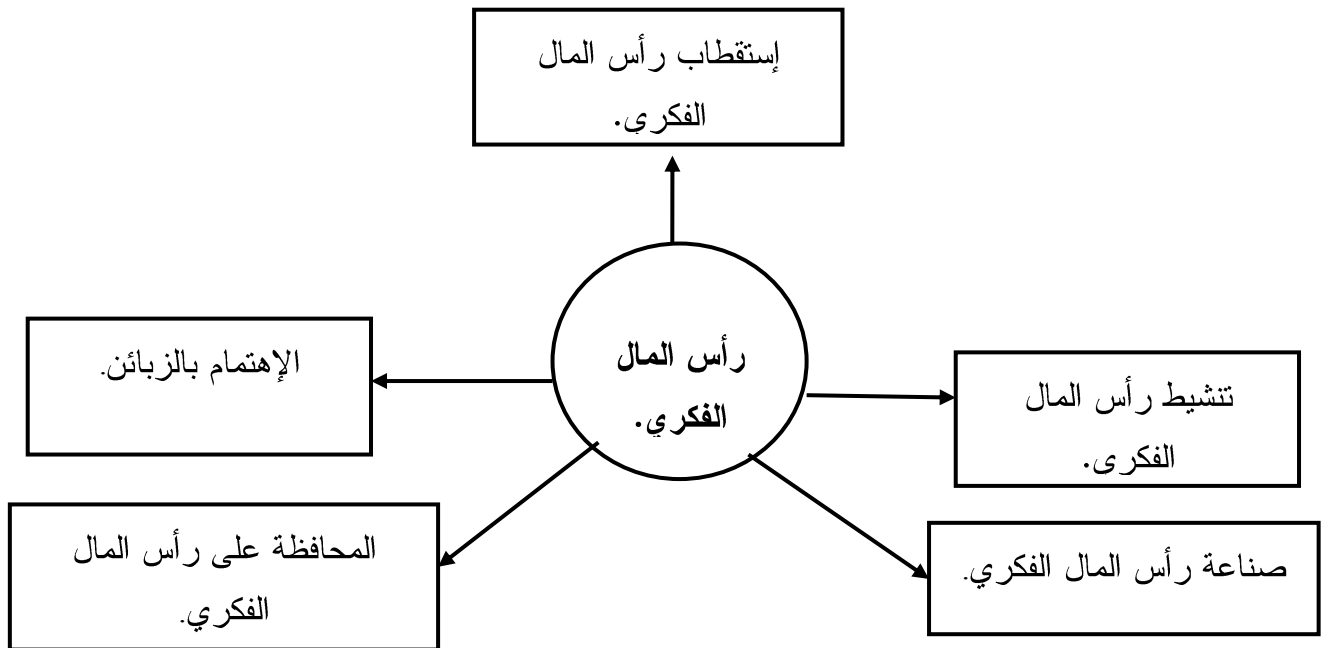 إستقطاب رأس المال
الفكري.
رأس المال
الفكري.
الإهتمام بالزبائن.
تنشيط رأس المال
الفكرى.
المحافظة على رأس المال
الفكري.
صناعة رأس المال الفكري.